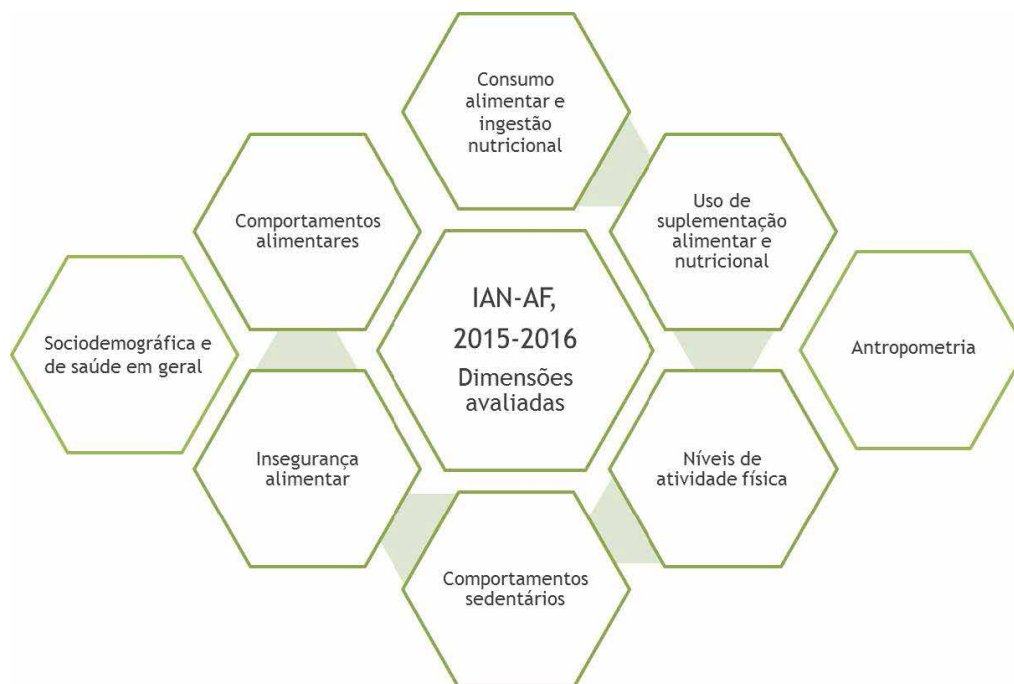 Consumo
alimentar e
ingestão
nutricional
Comportamentos
alimentares
Uso de
suplementação
alimentar e
nutricional
Sociodemográfica e
de saúde em geral
IAN-AF,
2015-2016
Dimensões
avaliadas
Antropometria
Insegurança
alimentar
Níveis de
atividade física
Comportamentos
sedentários